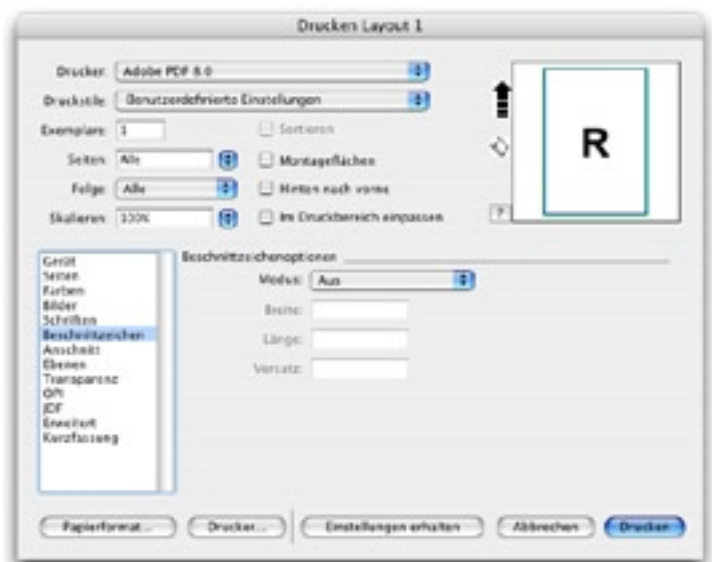 Drucken Layout 1
Drucker: Adobe PDF 8.0
Druckstile: Benutzerdefinierte Einstellungen
Exemplare: 1 Sortieren
Seiten: Alle Montageflächen
Folge: Alle Hinten nach vorne
Skalieren: 100% Im Druckbereich einpassen
R
?
Gerät
Seiten
Farben
Bilder
Schriften
Beschnittzeichen
Anschnitt
Ebenen
Transparenz
OPI
JDF
Erweitert
Kurzfassung
Beschnittzeichenoptionen
Modus: Aus
Breite:
Länge:
Versatz:
Papierformat... Drucker... Einstellungen erhalten Abbrechen Drucken